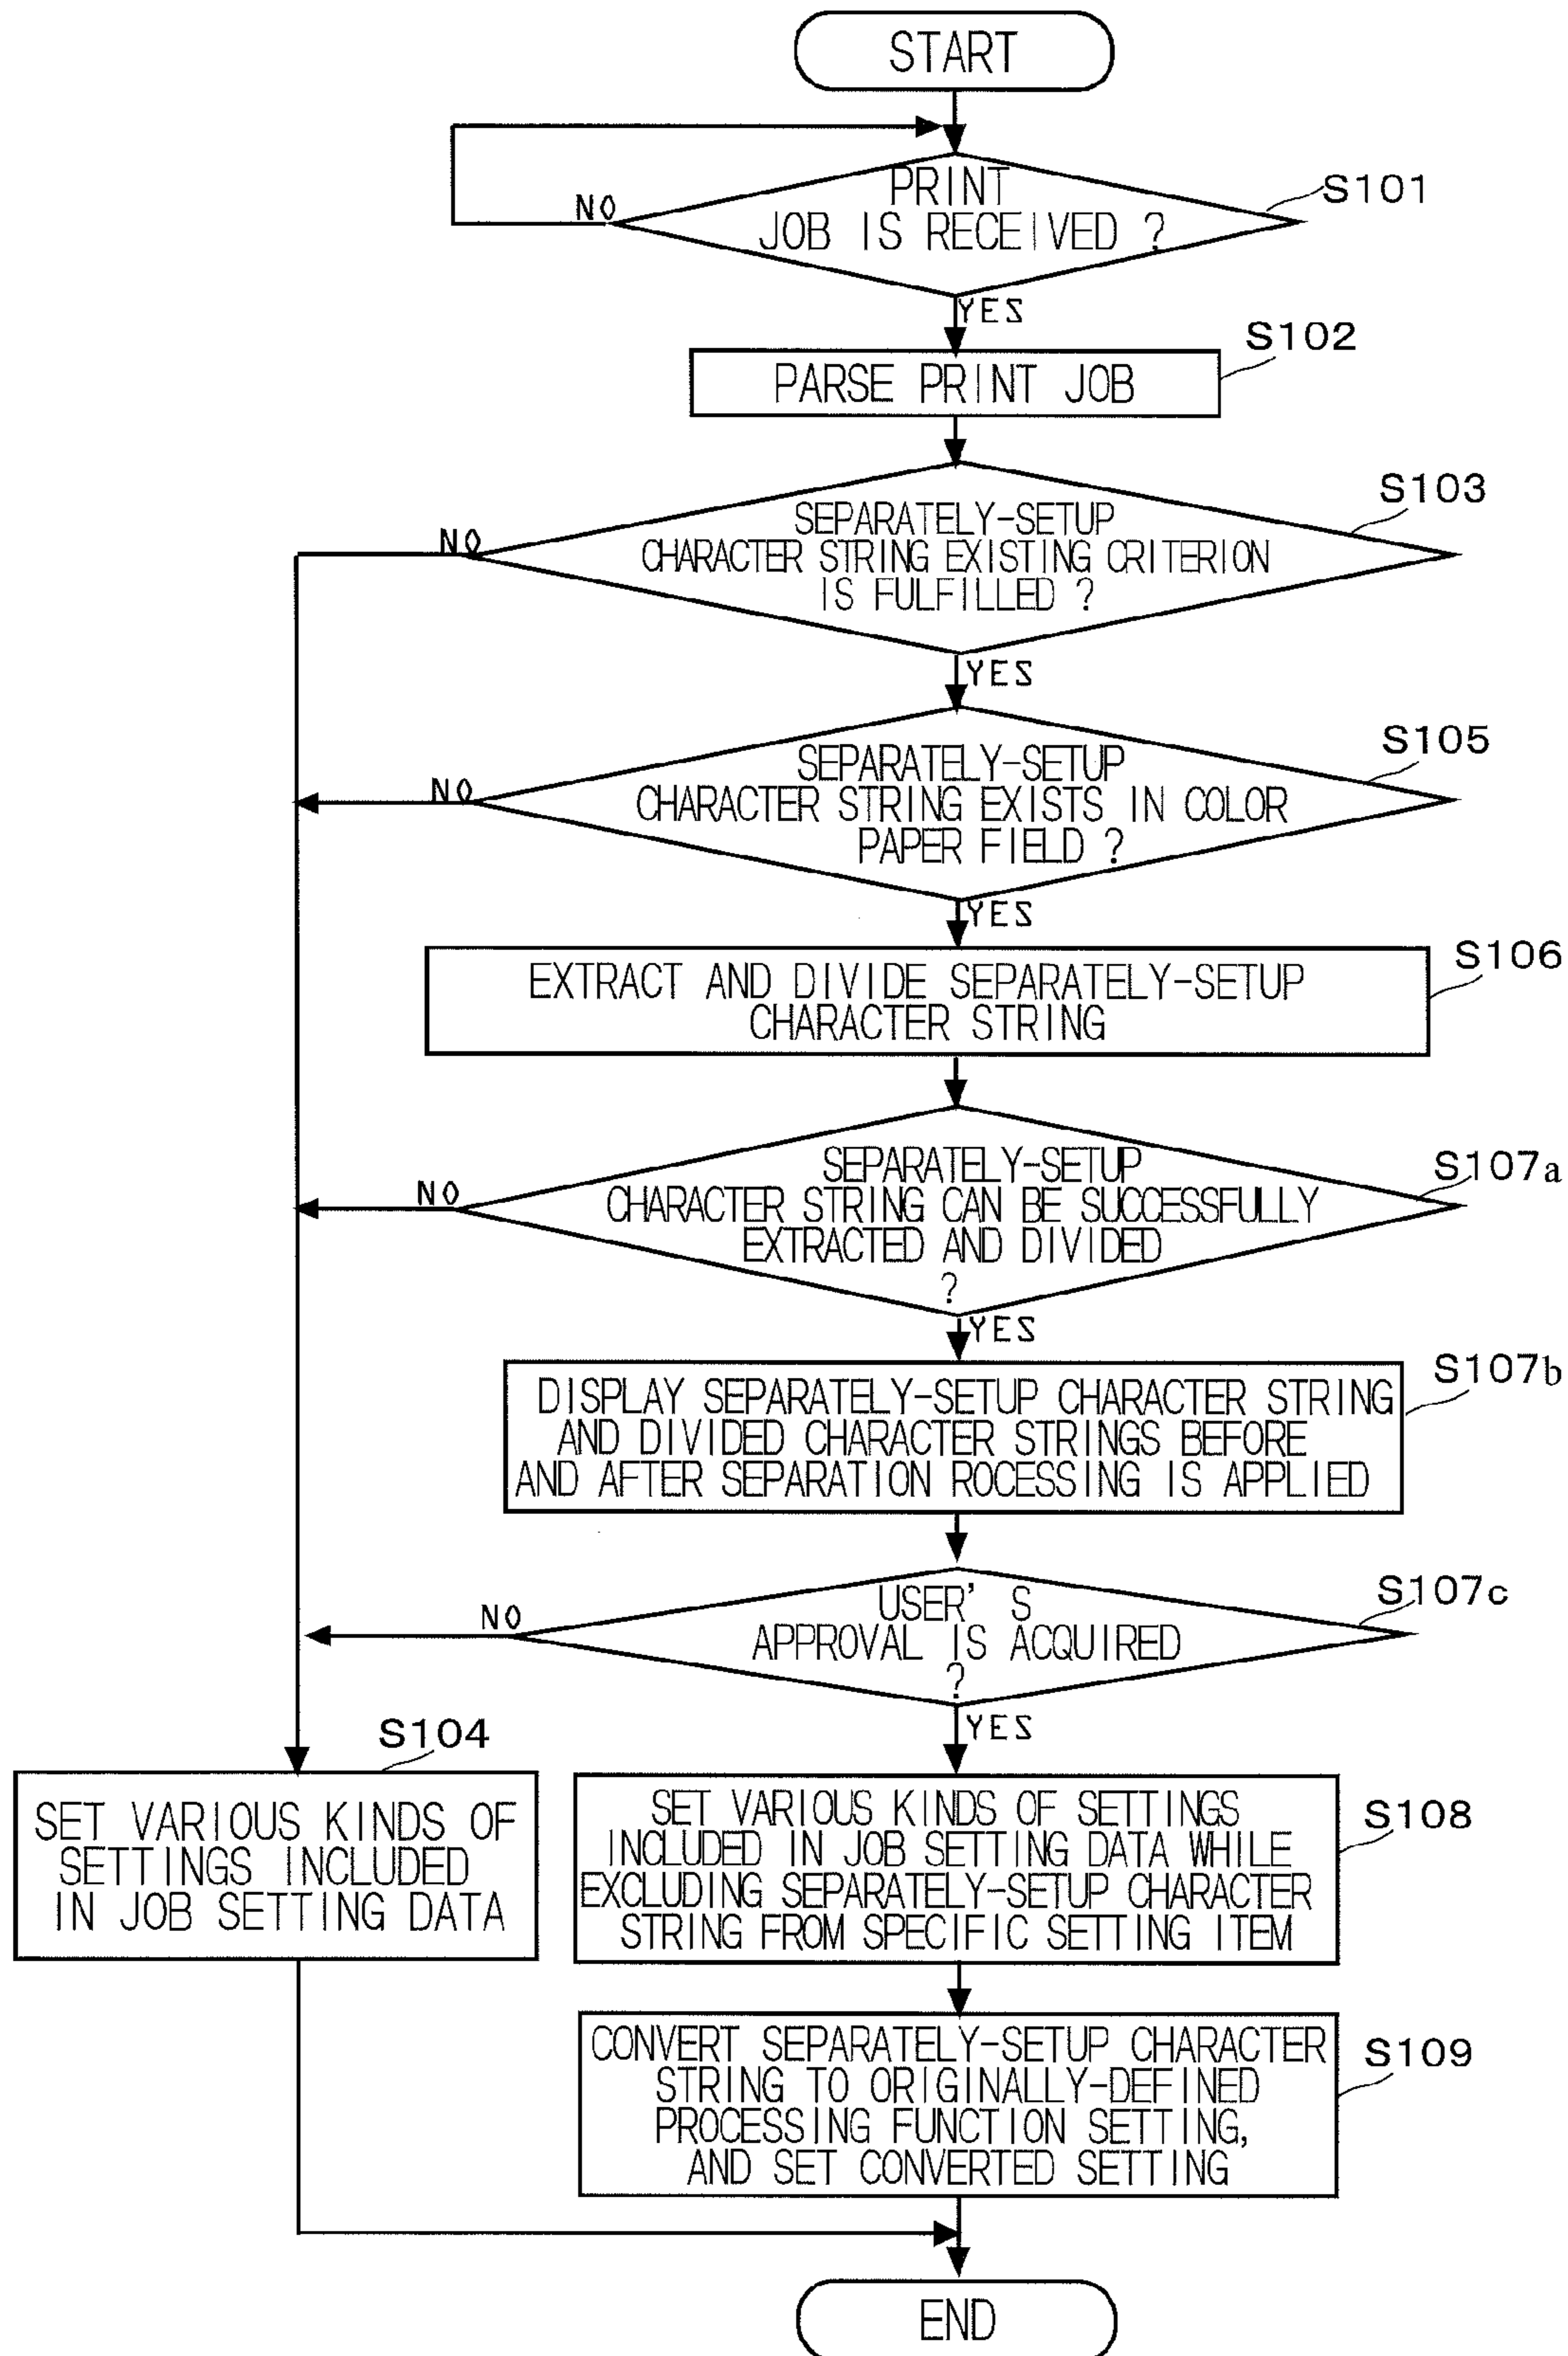 START
PRINT
JOB IS RECEIVED ?
S101
NO
YES
S102
PARSE PRINT JOB
S103
SEPARATELY-SETUP
CHARACTER STRING EXISTING CRITERION
IS FULFILLED ?
NO
YES
S105
SEPARATELY-SETUP
CHARACTER STRING EXISTS IN COLOR
PAPER FIELD ?
NO
YES
S106
EXTRACT AND DIVIDE SEPARATELY-SETUP
CHARACTER STRING
S107a
SEPARATELY-SETUP
CHARACTER STRING CAN BE SUCCESSFULLY
EXTRACTED AND DIVIDED
?
NO
YES
S107b
DISPLAY SEPARATELY-SETUP CHARACTER STRING
AND DIVIDED CHARACTER STRINGS BEFORE
AND AFTER SEPARATION ROCESSING IS APPLIED
S107c
USER' S
APPROVAL IS ACQUIRED
?
NO
YES
S104
SET VARIOUS KINDS OF
SETTINGS INCLUDED
IN JOB SETTING DATA
S108
SET VARIOUS KINDS OF SETTINGS
INCLUDED IN JOB SETTING DATA WHILE
EXCLUDING SEPARATELY-SETUP CHARACTER
STRING FROM SPECIFIC SETTING ITEM
S109
CONVERT SEPARATELY-SETUP CHARACTER
STRING TO ORIGINALLY-DEFINED
PROCESSING FUNCTION SETTING,
AND SET CONVERTED SETTING
END